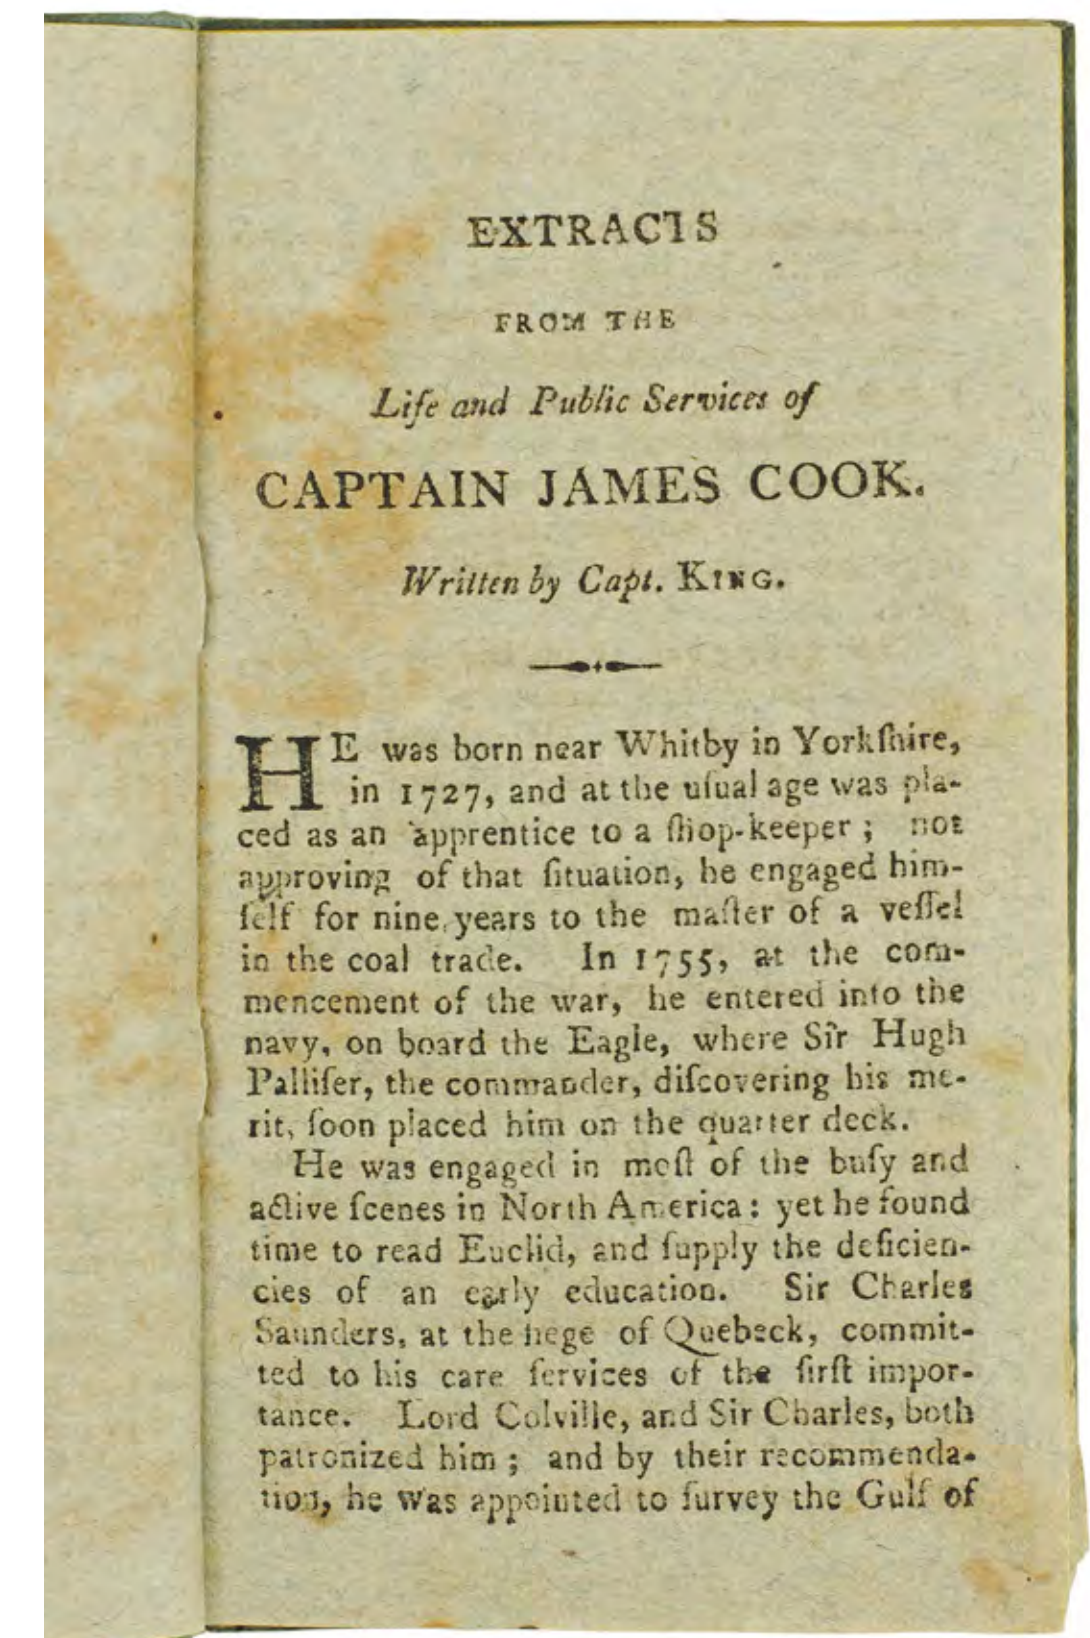 EXTRACTS
FROM THE
Life and Public Services of
CAPTAIN JAMES COOK.
Written by Capt. KING.
HE was born near Whitby in Yorkſhire,
in 1727, and at the uſual age was pla-
ced as an apprentice to a ſhop-keeper ; not
approving of that ſituation, he engaged him-
ſelf for nine years to the maſter of a veſſel
in the coal trade. In 1755, at the com-
mencement of the war, he entered into the
navy, on board the Eagle, where Sir Hugh
Palliſer, the commander, diſcovering his me-
rit, ſoon placed him on the quarter deck.
He was engaged in moſt of the buſy and
active ſcenes in North America : yet he found
time to read Euclid, and ſupply the deficien-
cies of an early education. Sir Charles
Saunders, at the ſiege of Quebeck, commit-
ted to his care ſervices of the firſt impor-
tance. Lord Colville, and Sir Charles, both
patronized him ; and by their recommenda-
tion, he was appointed to ſurvey the Gulf of